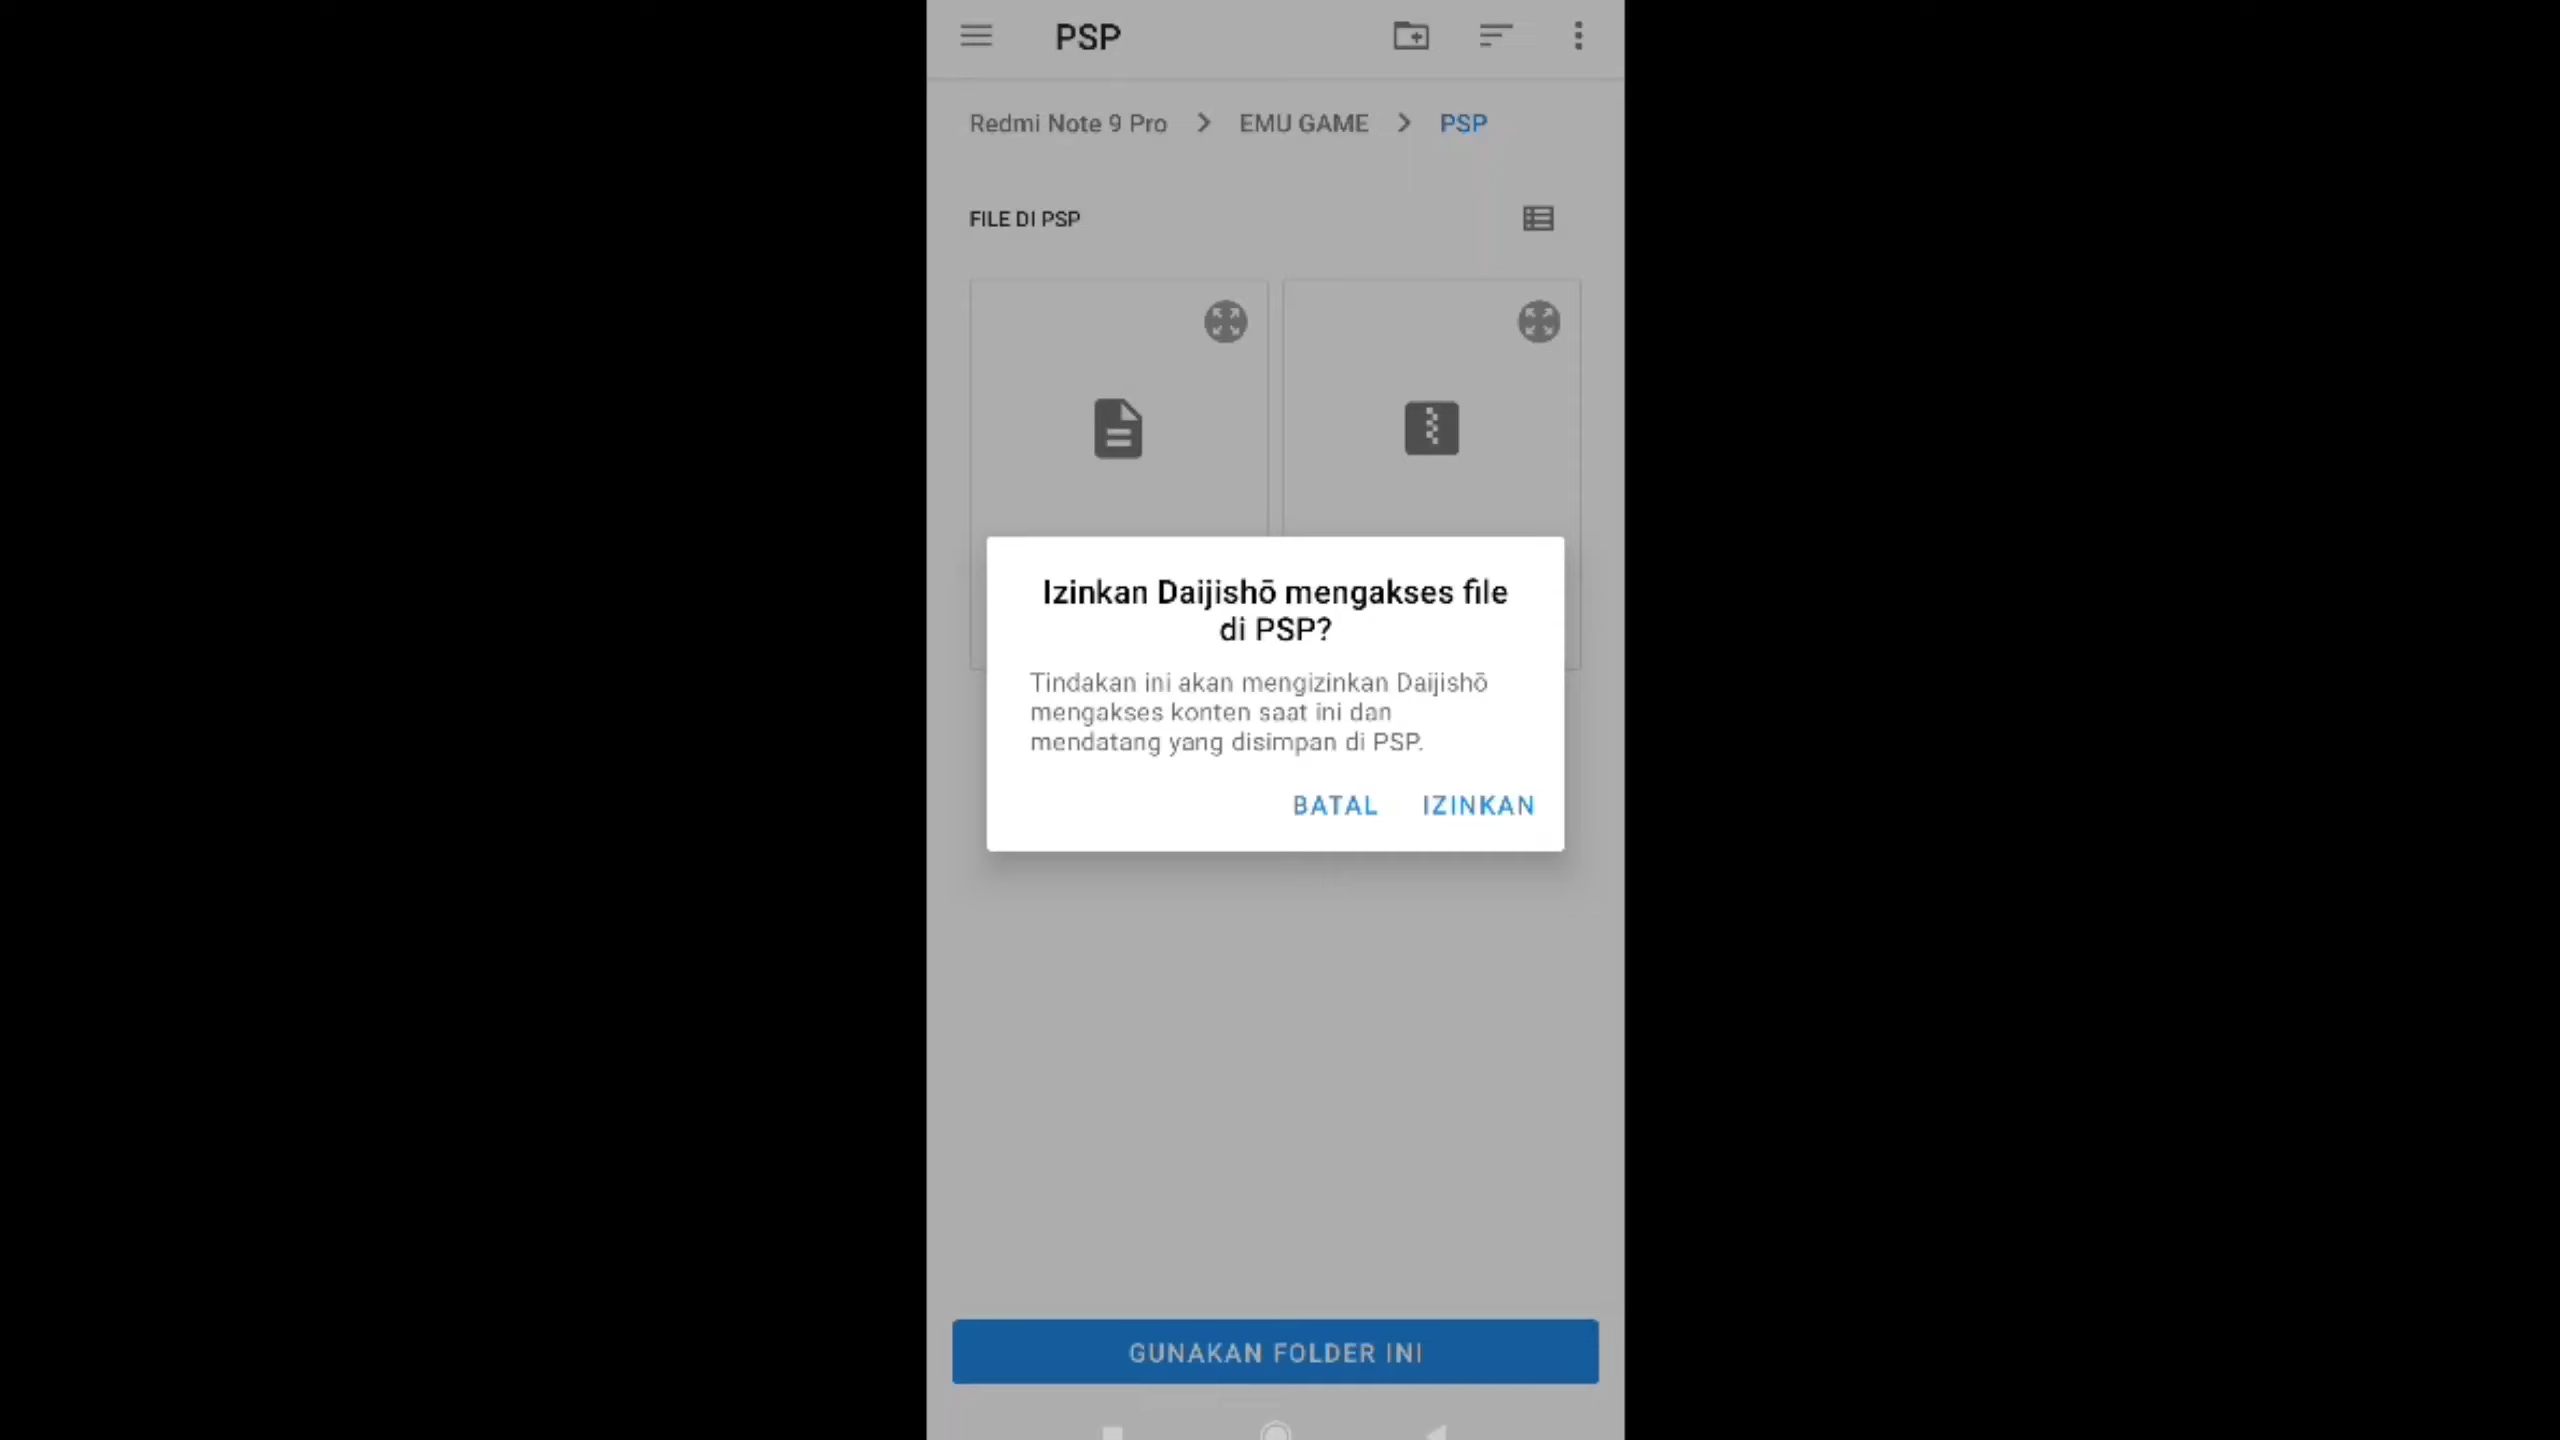 PSP
Redmi Note 9 Pro > EMU GAME > PSP
FILE DI PSP
Izinkan Daijishō mengakses file
di PSP?
Tindakan ini akan mengizinkan Daijishō
mengakses konten saat ini dan
mendatang yang disimpan di PSP.
BATAL IZINKAN
GUNAKAN FOLDER INI